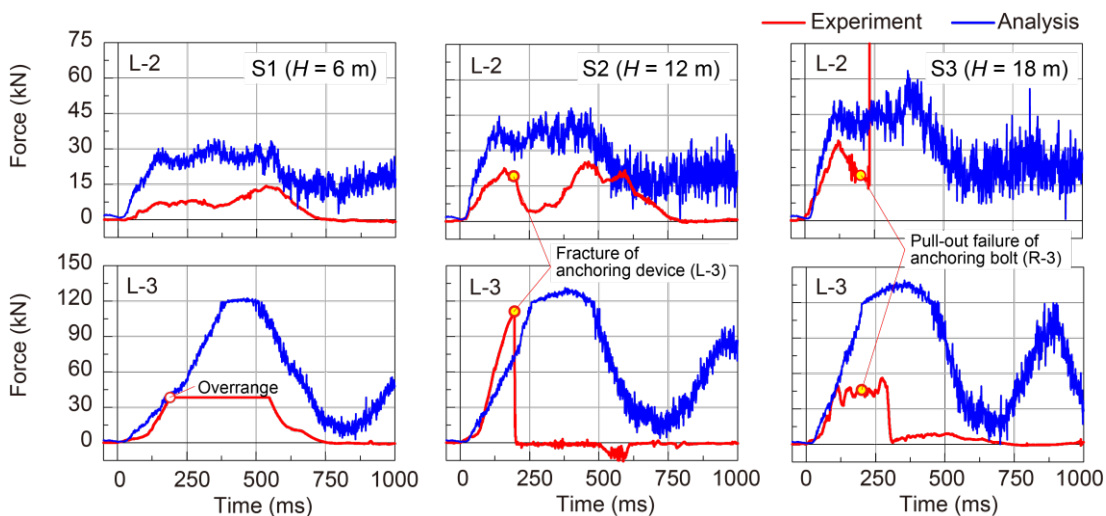 Experiment Analysis
Force (kN)
75
60
45
30
15
0
L-2
S1 (H = 6 m)
L-2
S2 (H = 12 m)
L-2
S3 (H = 18 m)
Fracture of
anchoring device (L-3)
Pull-out failure of
anchoring bolt (R-3)
Force (kN)
150
120
90
60
30
0
L-3
Overrange
L-3
L-3
0 250 500 750 1000
0 250 500 750 1000
0 250 500 750 1000
Time (ms)
Time (ms)
Time (ms)